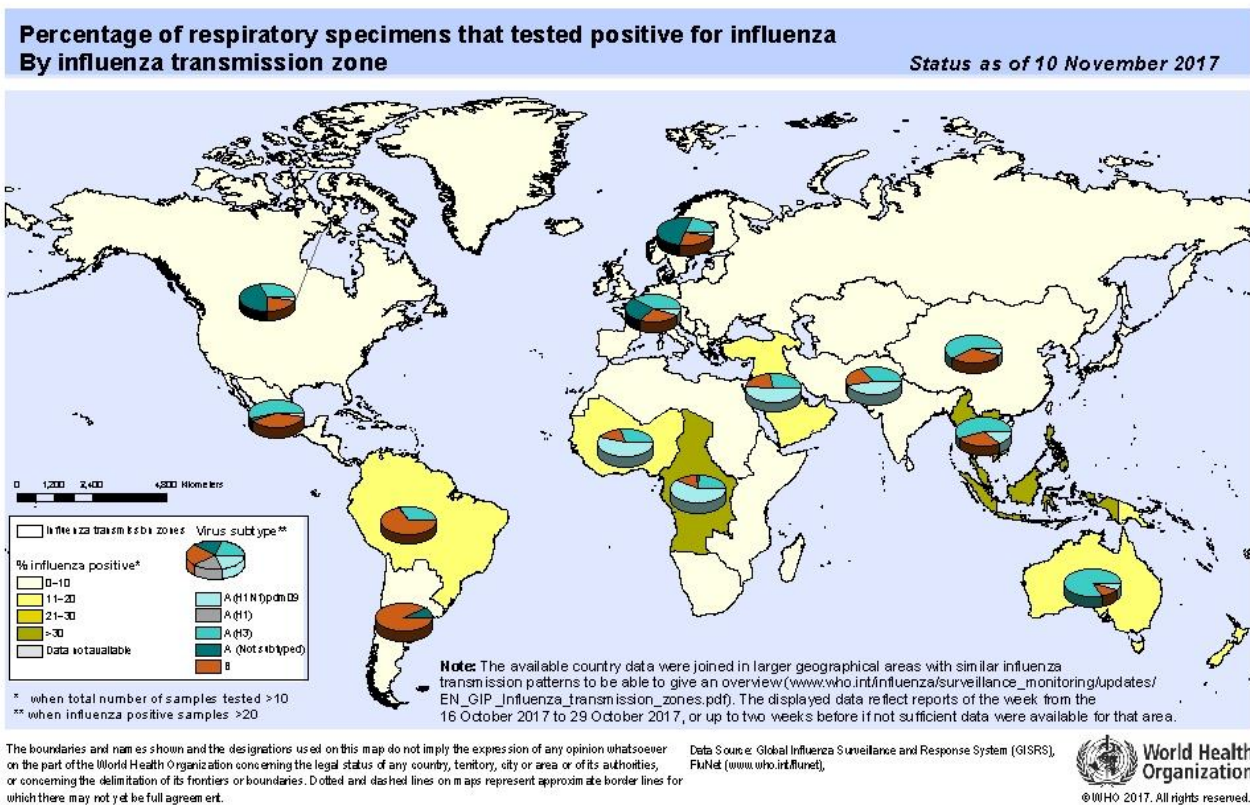 Percentage of respiratory specimens that tested positive for influenza
By influenza transmission zone
Status as of 10 November 2017
0 1,200 2,400 4,800 Kilometers
Influenza transmission zones
% influenza positive*
0-10
11-20
21-30
>30
Data not available
Virus subtype**
A(H1N1)pdm09
A(H1)
A(H3)
A (Not subtyped)
B
* when total number of samples tested >10
** when influenza positive samples >20
Note: The available country data were joined in larger geographical areas with similar influenza
transmission patterns to be able to give an overview (www.who.int/influenza/surveillance_monitoring/updates/
EN_GIP_Influenza_transmission_zones.pdf). The displayed data reflect reports of the week from the
16 October 2017 to 29 October 2017, or up to two weeks before if not sufficient data were available for that area.
The boundaries and names shown and the designations used on this map do not imply the expression of any opinion whatsoever
on the part of the World Health Organization concerning the legal status of any country, territory, city or area or of its authorities,
or concerning the delimitation of its frontiers or boundaries. Dotted and dashed lines on maps represent approximate border lines for
which there may not yet be full agreement.
Data Source: Global Influenza Surveillance and Response System (GISRS),
FluNet (www.who.int/flunet),
World Health
Organization
©WHO 2017. All rights reserved.